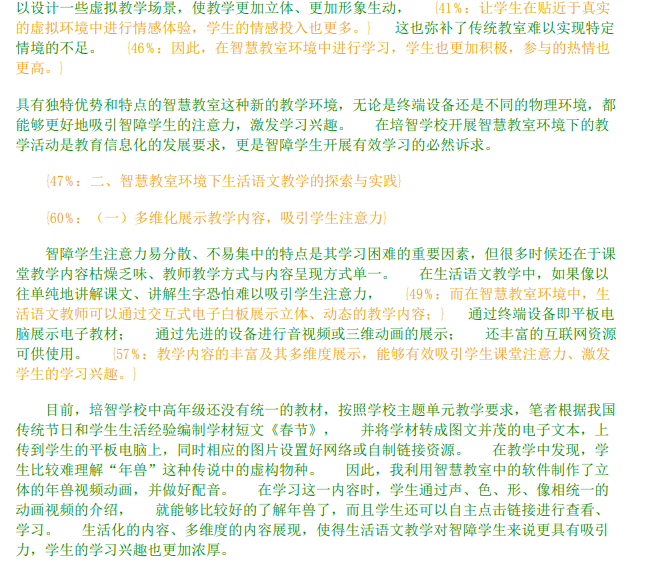 以设计一些虚拟教学场景，使教学更加立体、更加形象生动， {41%：让学生在贴近于真实
的虚拟环境中进行情感体验，学生的情感投入也更多。} 这也弥补了传统教室难以实现特定
情境的不足。 {46%：因此，在智慧教室环境中进行学习，学生也更加积极，参与的热情也
更高。}
具有独特优势和特点的智慧教室这种新的教学环境，无论是终端设备还是不同的物理环境，都
能够更好地吸引智障学生的注意力，激发学习兴趣。 在培智学校开展智慧教室环境下的教
学活动是教育信息化的发展要求，更是智障学生开展有效学习的必然诉求。
{47%：二、智慧教室环境下生活语文教学的探索与实践}
{60%：（一）多维化展示教学内容，吸引学生注意力}
智障学生注意力易分散、不易集中的特点是其学习困难的重要因素，但很多时候还在于课
堂教学内容枯燥乏味、教师教学方式与内容呈现方式单一。 在生活语文教学中，如果像以
往单纯地讲解课文、讲解生字恐怕难以吸引学生注意力， {49%：而在智慧教室环境中，生
活语文教师可以通过交互式电子白板展示立体、动态的教学内容；} 通过终端设备即平板电
脑展示电子教材； 通过先进的设备进行音视频或三维动画的展示； 还丰富的互联网资源
可供使用。 {57%：教学内容的丰富及其多维度展示，能够有效吸引学生课堂注意力、激发
学生的学习兴趣。}
目前，培智学校中高年级还没有统一的教材，按照学校主题单元教学要求，笔者根据我国
传统节日和学生生活经验编制学材短文《春节》， 并将学材转成图文并茂的电子文本，上
传到学生的平板电脑上，同时相应的图片设置好网络或自制链接资源。 在教学中发现，学
生比较难理解“年兽”这种传说中的虚构物种。 因此，我利用智慧教室中的软件制作了立
体的年兽视频动画，并做好配音。 在学习这一内容时，学生通过声、色、形、像相统一的
动画视频的介绍， 就能够比较好的了解年兽了，而且学生还可以自主点击链接进行查看、
学习。 生活化的内容、多维度的内容展现，使得生活语文教学对智障学生来说更具有吸引
力，学生的学习兴趣也更加浓厚。